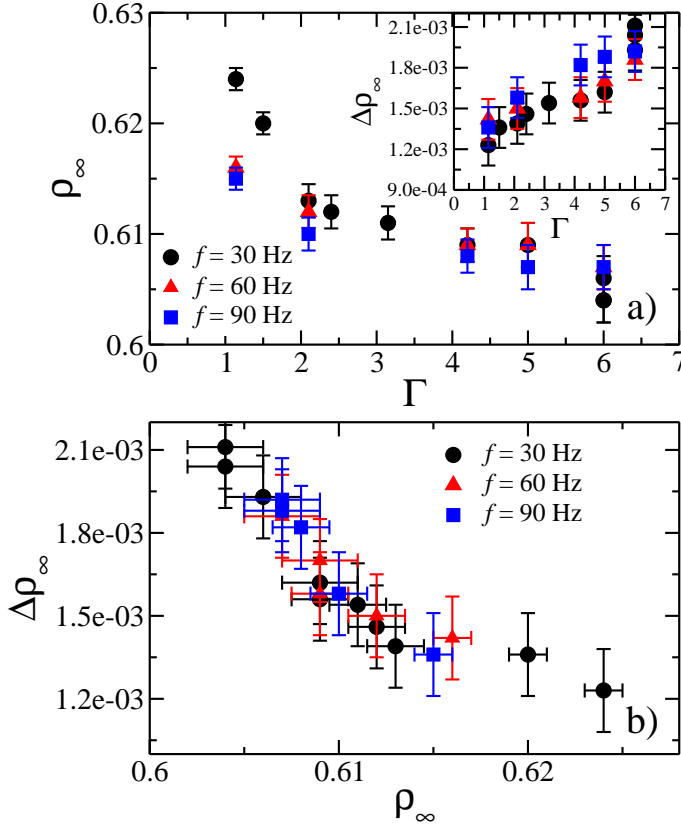 0.63
0.62
0.61
0.6
ρ∞
0 1 2 3 4 5 6 7
Γ
f = 30 Hz
f = 60 Hz
f = 90 Hz
a)
2.1e-03
1.8e-03
1.5e-03
1.2e-03
9.0e-04
Δρ∞
0 1 2 3 4 5 6 7
Γ
2.1e-03
1.8e-03
1.5e-03
1.2e-03
Δρ∞
0.6 0.61 0.62
ρ∞
f = 30 Hz
f = 60 Hz
f = 90 Hz
b)